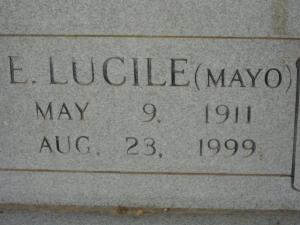 E. LUCILE (MAYO)
MAY 9, 1911
AUG. 23, 1999